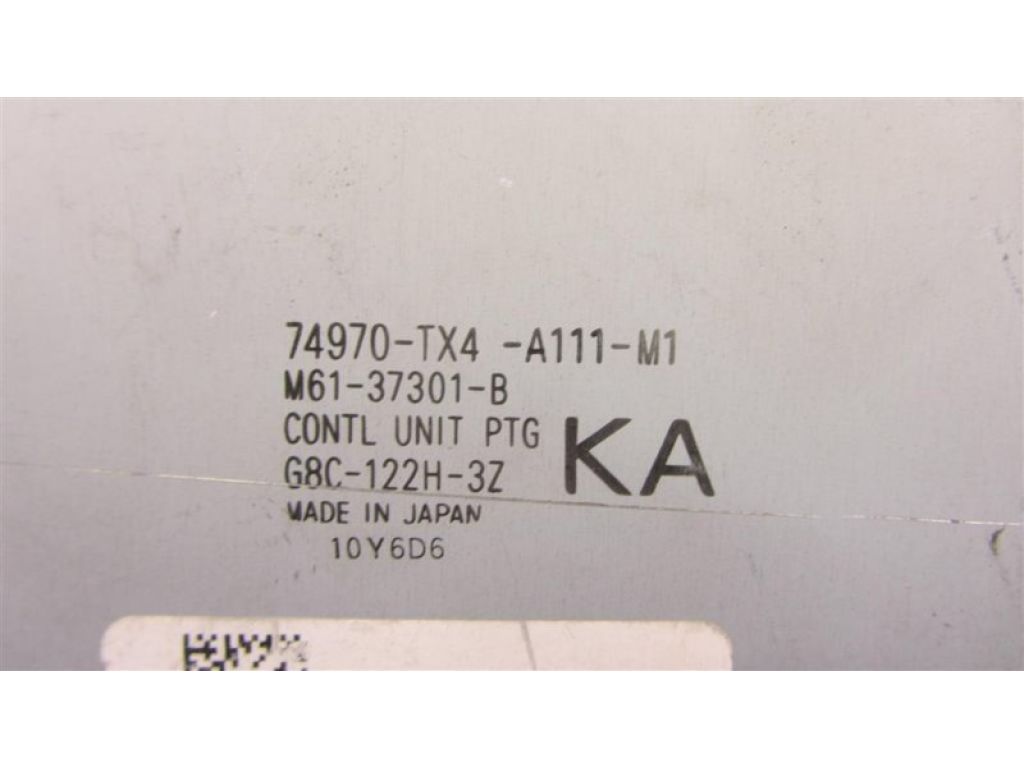 74970-TX4 -A111-M1
M61-37301-B
CONTL UNIT PTG
KA
G8C-122H-3Z
MADE IN JAPAN
10Y6D6